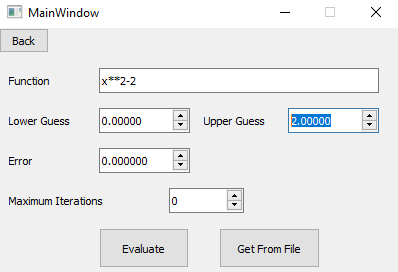 MainWindow
Back
Function x**2-2
Lower Guess 0.00000 Upper Guess 2.00000
Error 0.000000
Maximum Iterations 0
Evaluate Get From File